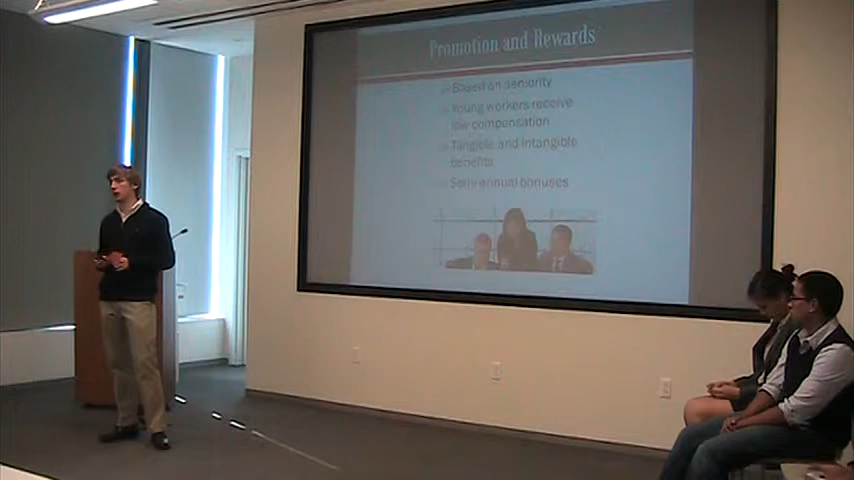 Promotion and Rewards
Based on seniority
Young workers receive
low compensation
Tangible and intangible
benefits
Semi-annual bonuses